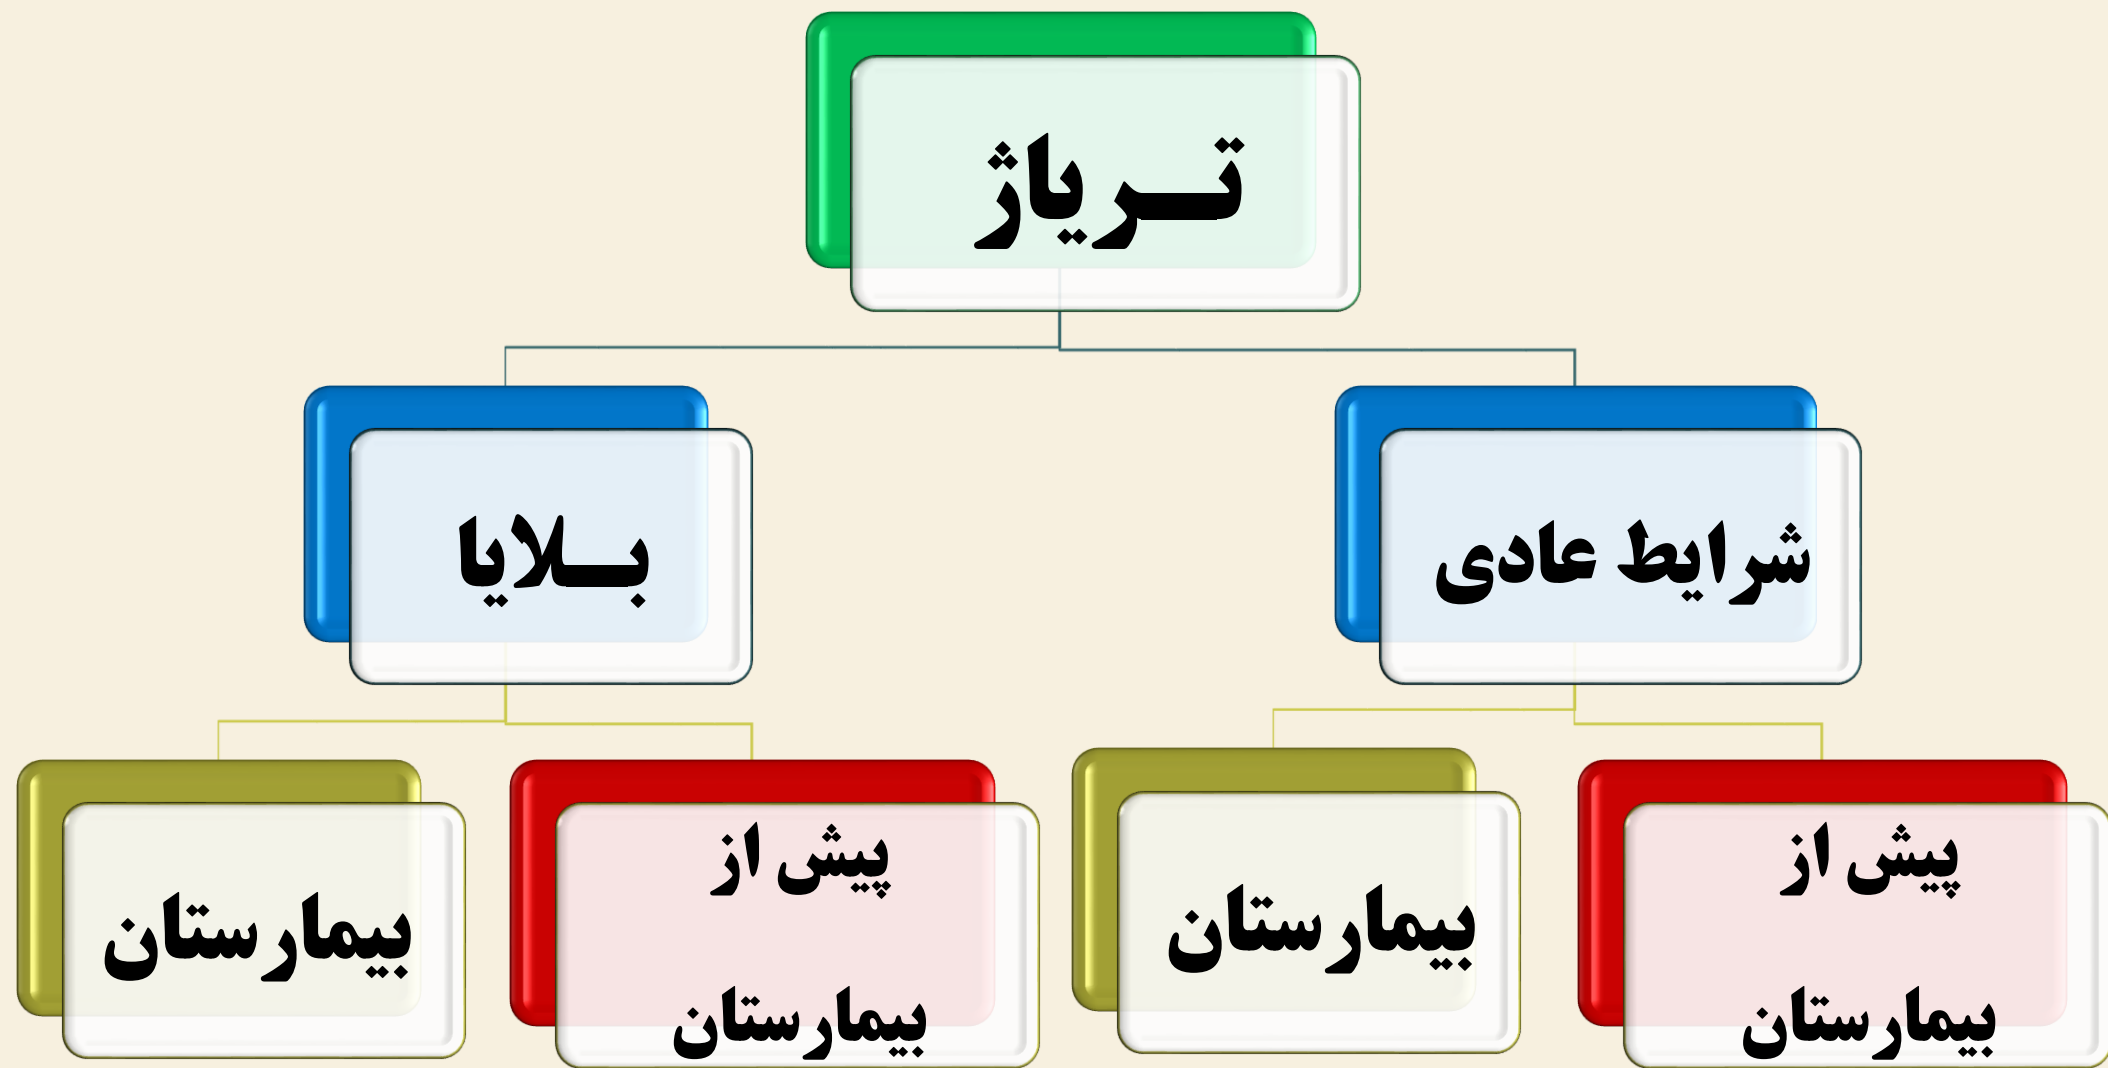 تـــریاژ
شرایط عادی
بـــلایا
پیش از
بیمارستان
بیمارستان
پیش از
بیمارستان
بیمارستان